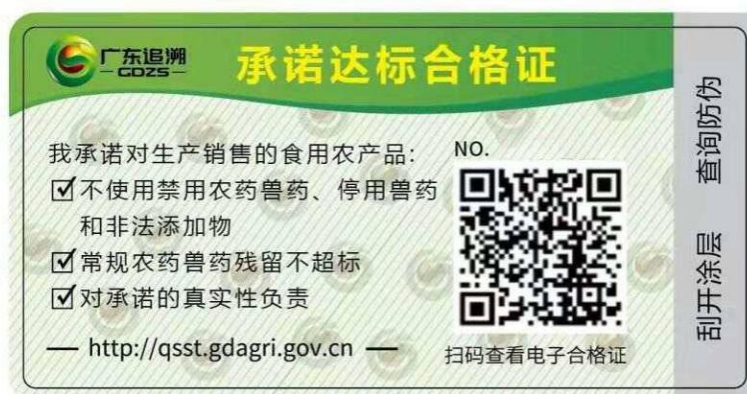 广东追溯
GDZS
承诺达标合格证
我承诺对生产销售的食用农产品:
不使用禁用农药兽药、停用兽药
和非法添加物
常规农药兽药残留不超标
对承诺的真实性负责
http://qsst.gdagri.gov.cn
NO.
扫码查看电子合格证
刮开涂层 查询防伪